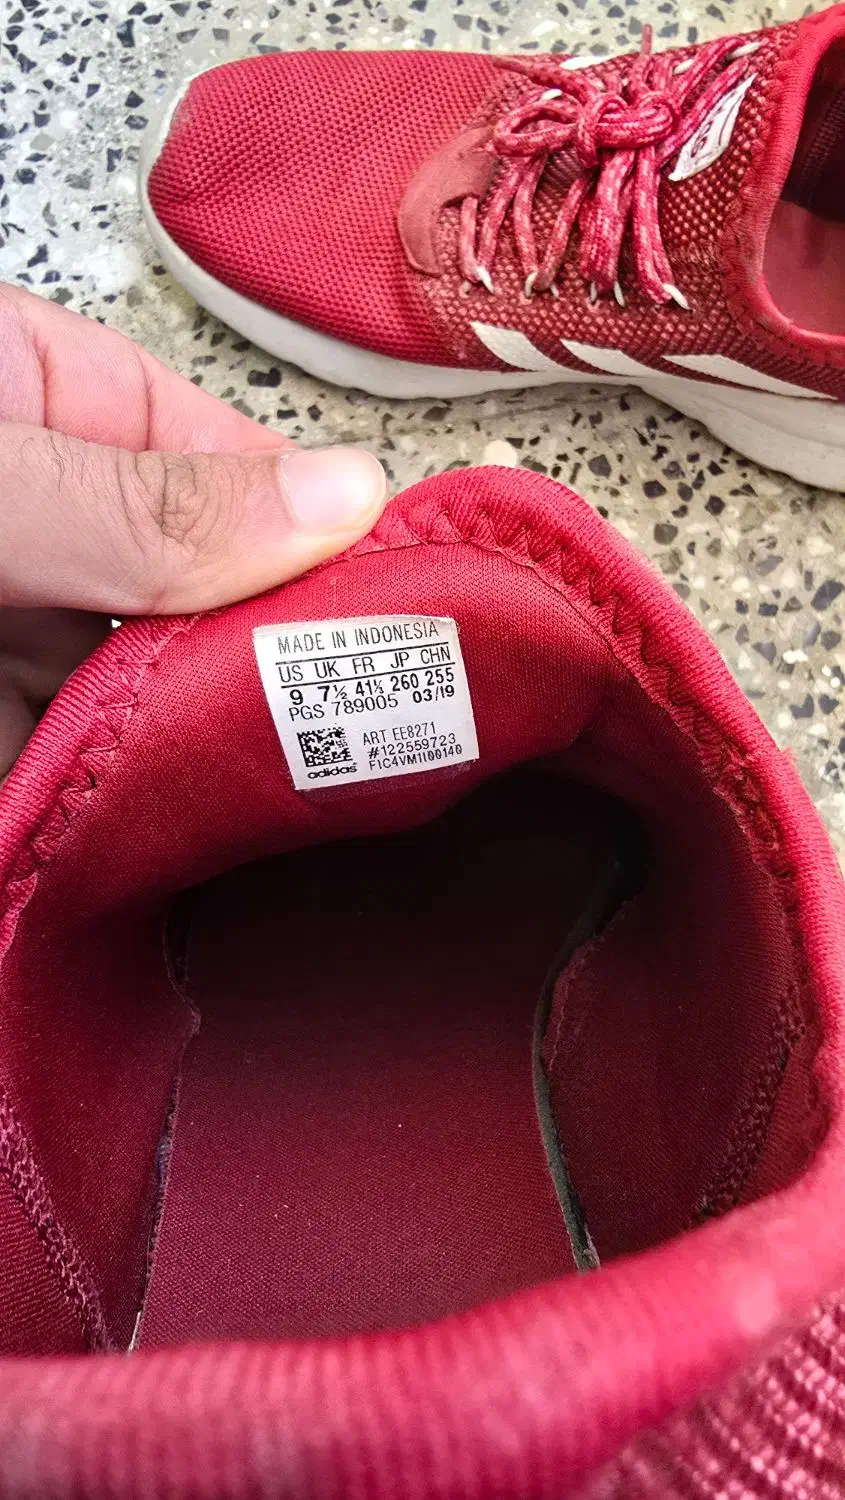 MADE IN INDONESIA
US UK FR JP CHN
9 7½ 41⅓ 260 255
PGS 789005 03/19
ART EE8271
#122559723
F1C4VM1I00140
adidas